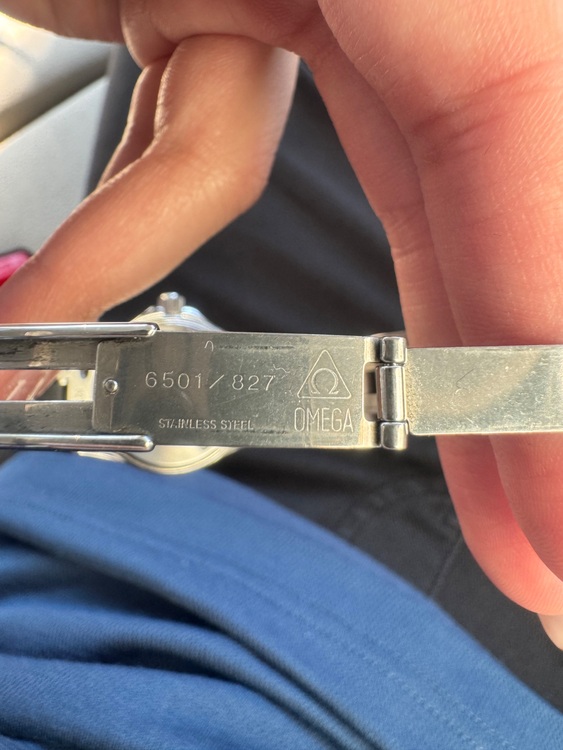 6501/827
STAINLESS STEEL
Ω
OMEGA